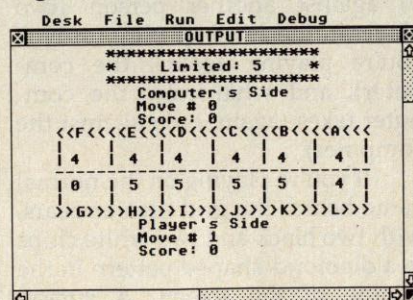 Desk File Run Edit Debug
OUTPUT
***********************
* Limited: 5 *
***********************
Computer's Side
Move # 0
Score: 0
<<F<<<<E<<<<D<<<<C<<<<B<<<<A<<<
| 4 | 4 | 4 | 4 | 4 | 4 |
| 0 | 5 | 5 | 5 | 5 | 4 |
>>G>>>>H>>>>I>>>>J>>>>K>>>>L>>>
Player's Side
Move # 1
Score: 0